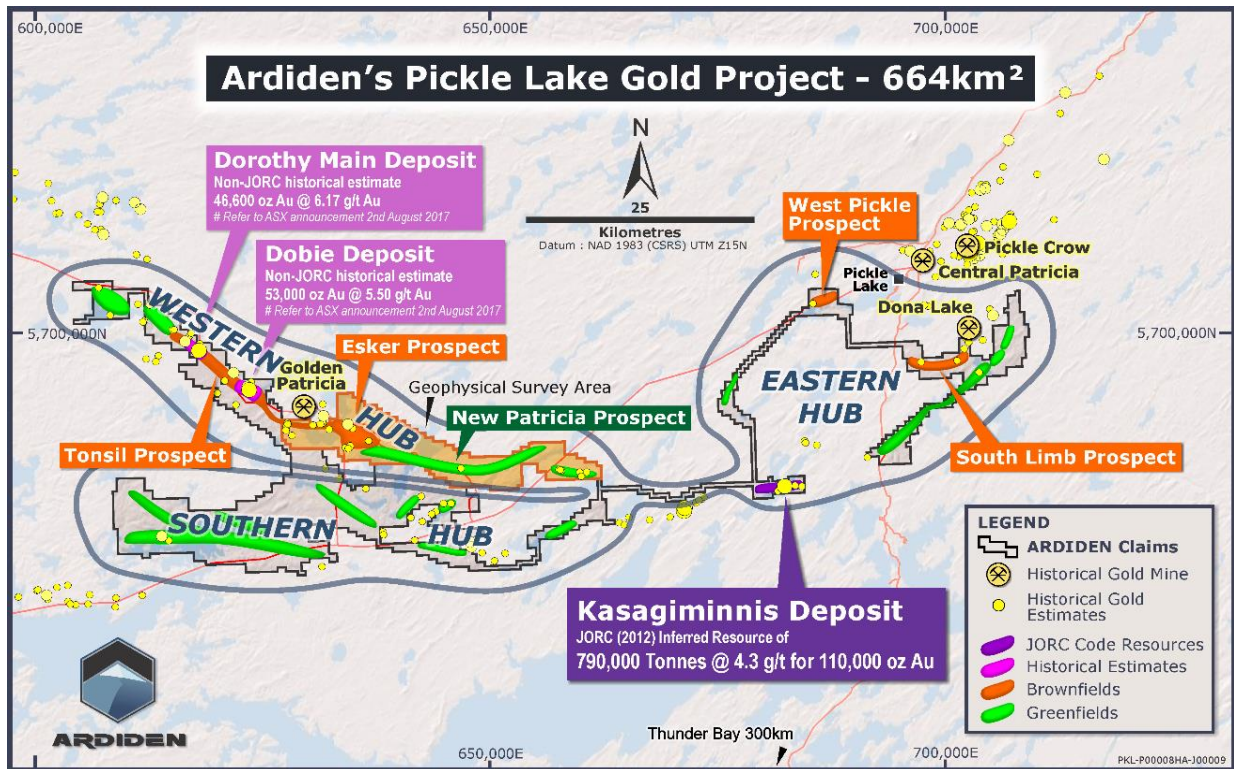 600,000E
650,000E
700,000E
Ardiden's Pickle Lake Gold Project - 664km²
N
25
Kilometres
Datum : NAD 1983 (CSRS) UTM Z15N
Dorothy Main Deposit
Non-JORC historical estimate
46,600 oz Au @ 6.17 g/t Au
# Refer to ASX announcement 2nd August 2017
Dobie Deposit
Non-JORC historical estimate
53,000 oz Au @ 5.50 g/t Au
# Refer to ASX announcement 2nd August 2017
West Pickle
Prospect
Pickle
Lake
Pickle Crow
Central Patricia
Dona Lake
5,700,000N
5,700,000N
WESTERN
HUB
Golden
Patricia
Esker Prospect
Geophysical Survey Area
New Patricia Prospect
Tonsil Prospect
EASTERN
HUB
South Limb Prospect
SOUTHERN
HUB
Kasagiminnis Deposit
JORC (2012) Inferred Resource of
790,000 Tonnes @ 4.3 g/t for 110,000 oz Au
LEGEND
ARDIDEN Claims
Historical Gold Mine
Historical Gold
Estimates
JORC Code Resources
Historical Estimates
Brownfields
Greenfields
ARDIDEN
Thunder Bay 300km
650,000E
700,000E
PKL-P00008HA-J00009